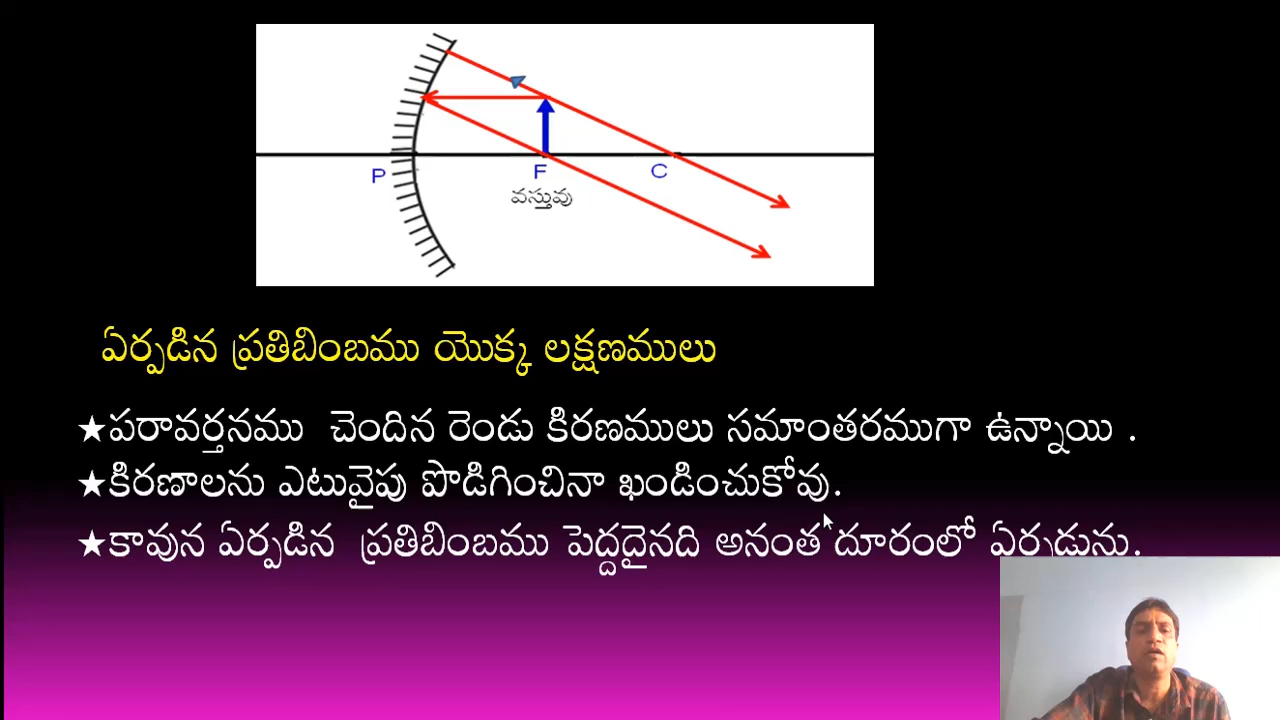 P F C
వస్తువు
ఏర్పడిన ప్రతిబింబము యొక్క లక్షణములు
★పరావర్తనము చెందిన రెండు కిరణములు సమాంతరముగా ఉన్నాయి .
★కిరణాలను ఎటువైపు పొడిగించినా ఖండించుకోవు.
★కావున ఏర్పడిన ప్రతిబింబము పెద్దదైనది అనంత దూరంలో ఏర్పడును.